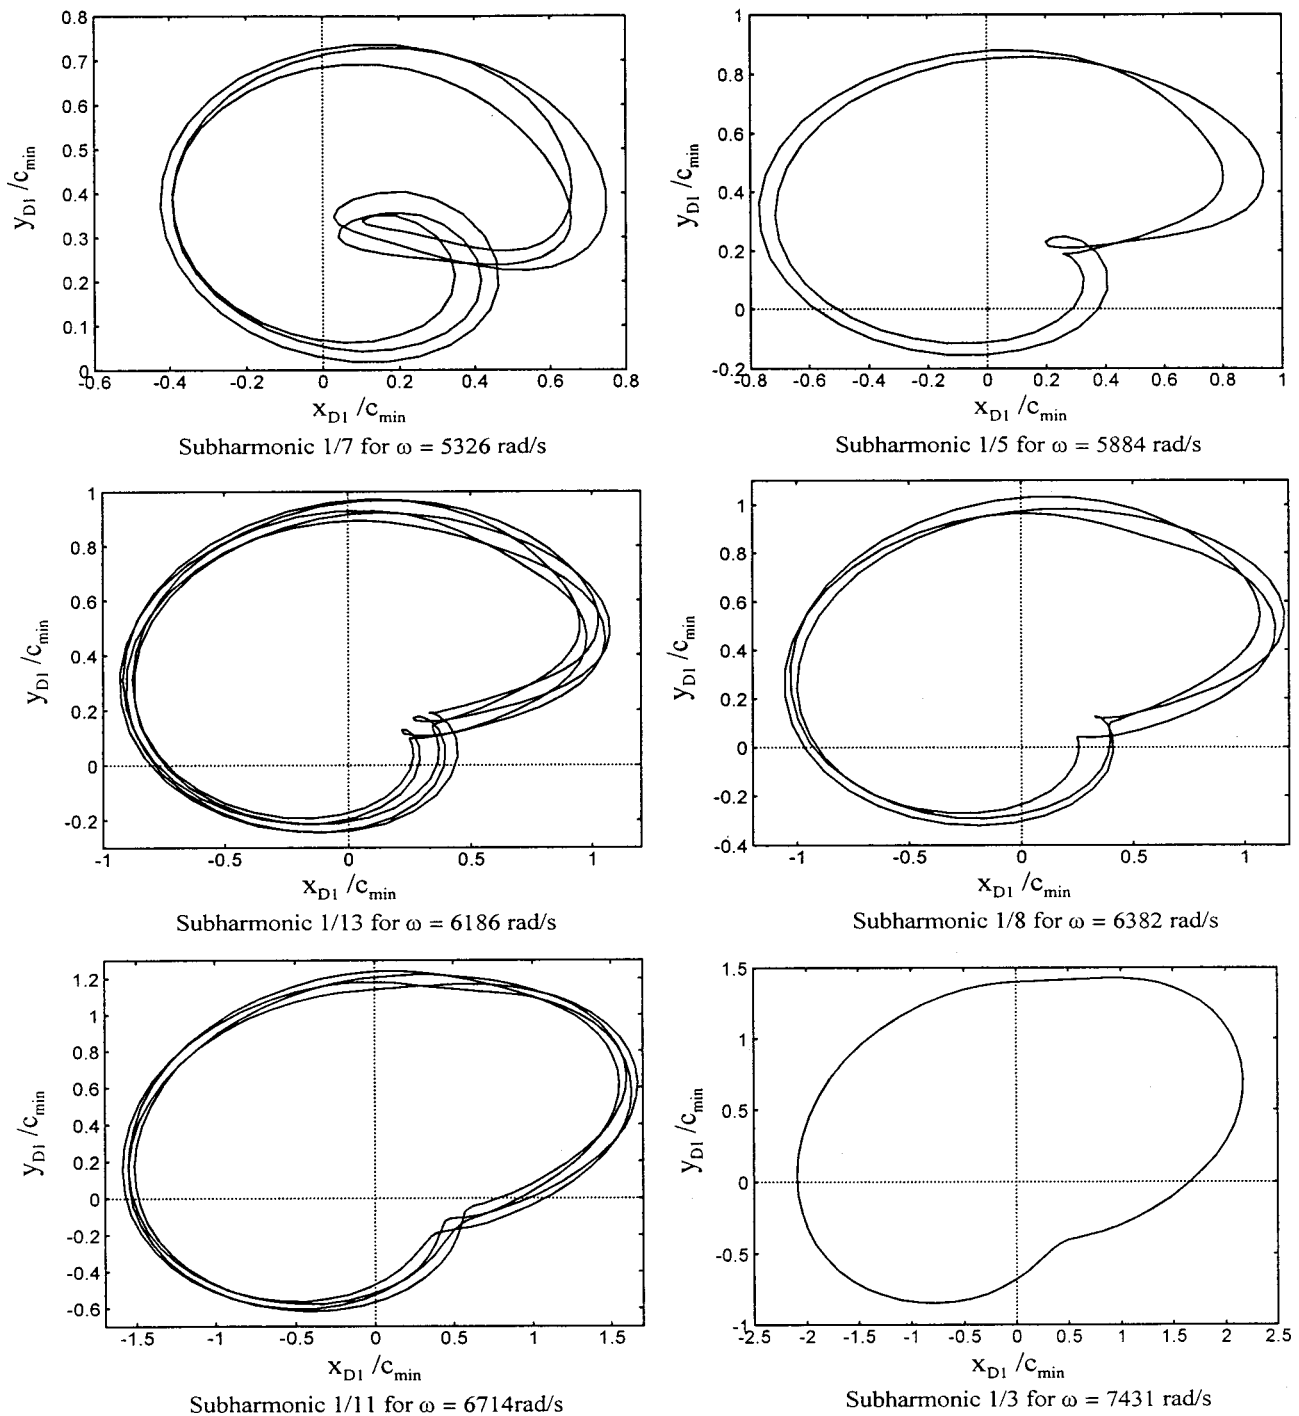 0.8
0.7
0.6
0.5
0.4
0.3
0.2
0.1
0
-0.6 -0.4 -0.2 0 0.2 0.4 0.6 0.8
y_D1 /c_min
x_D1 /c_min
Subharmonic 1/7 for ω = 5326 rad/s
1
0.8
0.6
0.4
0.2
0
-0.2
-0.8 -0.6 -0.4 -0.2 0 0.2 0.4 0.6 0.8 1
y_D1 /c_min
x_D1 /c_min
Subharmonic 1/5 for ω = 5884 rad/s
1
0.8
0.6
0.4
0.2
0
-0.2
-1 -0.5 0 0.5 1
y_D1 /c_min
x_D1 /c_min
Subharmonic 1/13 for ω = 6186 rad/s
1
0.8
0.6
0.4
0.2
0
-0.2
-0.4
-1 -0.5 0 0.5 1
y_D1 /c_min
x_D1 /c_min
Subharmonic 1/8 for ω = 6382 rad/s
1.2
1
0.8
0.6
0.4
0.2
0
-0.2
-0.4
-0.6
-1.5 -1 -0.5 0 0.5 1 1.5
y_D1 /c_min
x_D1 /c_min
Subharmonic 1/11 for ω = 6714rad/s
1.5
1
0.5
0
-0.5
-1
-2.5 -2 -1.5 -1 -0.5 0 0.5 1 1.5 2 2.5
y_D1 /c_min
x_D1 /c_min
Subharmonic 1/3 for ω = 7431 rad/s